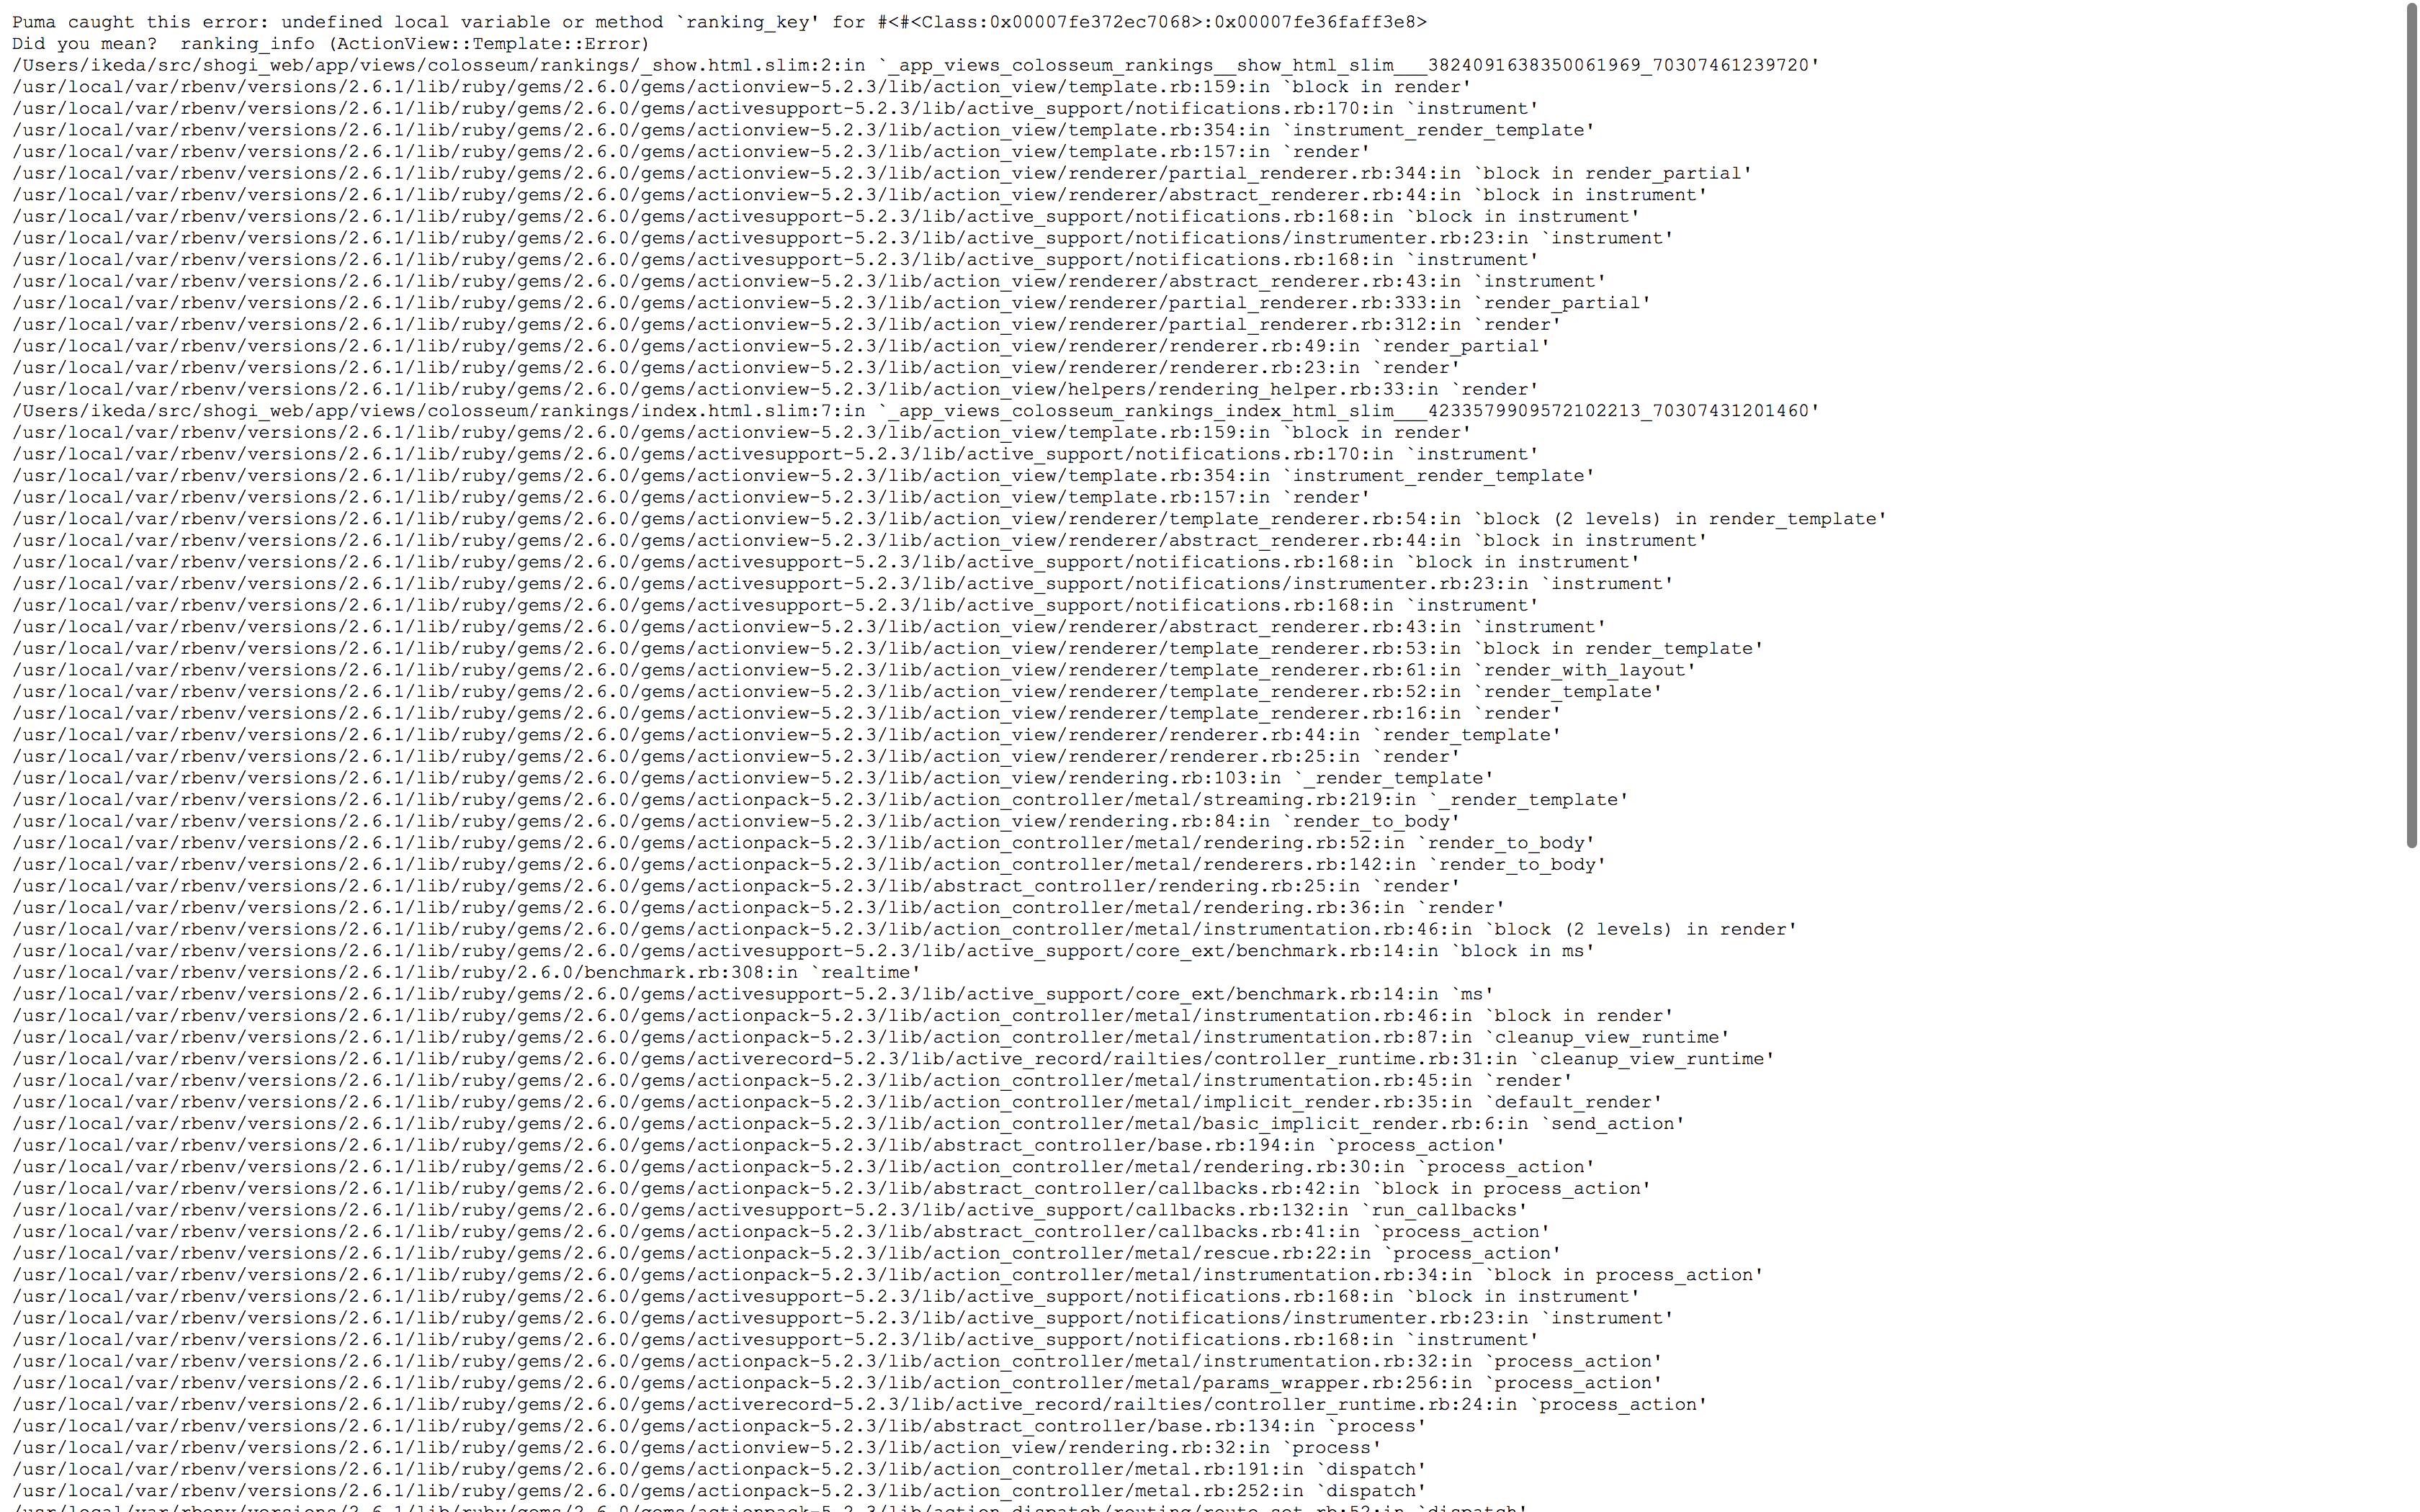 Puma caught this error: undefined local variable or method `ranking_key' for #<#<Class:0x00007fe372ec7068>:0x00007fe36faff3e8>
Did you mean?  ranking_info (ActionView::Template::Error)
/Users/ikeda/src/shogi_web/app/views/colosseum/rankings/_show.html.slim:2:in `_app_views_colosseum_rankings__show_html_slim___3824091638350061969_70307461239720'
/usr/local/var/rbenv/versions/2.6.1/lib/ruby/gems/2.6.0/gems/actionview-5.2.3/lib/action_view/template.rb:159:in `block in render'
/usr/local/var/rbenv/versions/2.6.1/lib/ruby/gems/2.6.0/gems/activesupport-5.2.3/lib/active_support/notifications.rb:170:in `instrument'
/usr/local/var/rbenv/versions/2.6.1/lib/ruby/gems/2.6.0/gems/actionview-5.2.3/lib/action_view/template.rb:354:in `instrument_render_template'
/usr/local/var/rbenv/versions/2.6.1/lib/ruby/gems/2.6.0/gems/actionview-5.2.3/lib/action_view/template.rb:157:in `render'
/usr/local/var/rbenv/versions/2.6.1/lib/ruby/gems/2.6.0/gems/actionview-5.2.3/lib/action_view/renderer/partial_renderer.rb:344:in `block in render_partial'
/usr/local/var/rbenv/versions/2.6.1/lib/ruby/gems/2.6.0/gems/actionview-5.2.3/lib/action_view/renderer/abstract_renderer.rb:44:in `block in instrument'
/usr/local/var/rbenv/versions/2.6.1/lib/ruby/gems/2.6.0/gems/activesupport-5.2.3/lib/active_support/notifications.rb:168:in `block in instrument'
/usr/local/var/rbenv/versions/2.6.1/lib/ruby/gems/2.6.0/gems/activesupport-5.2.3/lib/active_support/notifications/instrumenter.rb:23:in `instrument'
/usr/local/var/rbenv/versions/2.6.1/lib/ruby/gems/2.6.0/gems/activesupport-5.2.3/lib/active_support/notifications.rb:168:in `instrument'
/usr/local/var/rbenv/versions/2.6.1/lib/ruby/gems/2.6.0/gems/actionview-5.2.3/lib/action_view/renderer/abstract_renderer.rb:43:in `instrument'
/usr/local/var/rbenv/versions/2.6.1/lib/ruby/gems/2.6.0/gems/actionview-5.2.3/lib/action_view/renderer/partial_renderer.rb:333:in `render_partial'
/usr/local/var/rbenv/versions/2.6.1/lib/ruby/gems/2.6.0/gems/actionview-5.2.3/lib/action_view/renderer/partial_renderer.rb:312:in `render'
/usr/local/var/rbenv/versions/2.6.1/lib/ruby/gems/2.6.0/gems/actionview-5.2.3/lib/action_view/renderer/renderer.rb:49:in `render_partial'
/usr/local/var/rbenv/versions/2.6.1/lib/ruby/gems/2.6.0/gems/actionview-5.2.3/lib/action_view/renderer/renderer.rb:23:in `render'
/usr/local/var/rbenv/versions/2.6.1/lib/ruby/gems/2.6.0/gems/actionview-5.2.3/lib/action_view/helpers/rendering_helper.rb:33:in `render'
/Users/ikeda/src/shogi_web/app/views/colosseum/rankings/index.html.slim:7:in `_app_views_colosseum_rankings_index_html_slim___4233579909572102213_70307431201460'
/usr/local/var/rbenv/versions/2.6.1/lib/ruby/gems/2.6.0/gems/actionview-5.2.3/lib/action_view/template.rb:159:in `block in render'
/usr/local/var/rbenv/versions/2.6.1/lib/ruby/gems/2.6.0/gems/activesupport-5.2.3/lib/active_support/notifications.rb:170:in `instrument'
/usr/local/var/rbenv/versions/2.6.1/lib/ruby/gems/2.6.0/gems/actionview-5.2.3/lib/action_view/template.rb:354:in `instrument_render_template'
/usr/local/var/rbenv/versions/2.6.1/lib/ruby/gems/2.6.0/gems/actionview-5.2.3/lib/action_view/template.rb:157:in `render'
/usr/local/var/rbenv/versions/2.6.1/lib/ruby/gems/2.6.0/gems/actionview-5.2.3/lib/action_view/renderer/template_renderer.rb:54:in `block (2 levels) in render_template'
/usr/local/var/rbenv/versions/2.6.1/lib/ruby/gems/2.6.0/gems/actionview-5.2.3/lib/action_view/renderer/abstract_renderer.rb:44:in `block in instrument'
/usr/local/var/rbenv/versions/2.6.1/lib/ruby/gems/2.6.0/gems/activesupport-5.2.3/lib/active_support/notifications.rb:168:in `block in instrument'
/usr/local/var/rbenv/versions/2.6.1/lib/ruby/gems/2.6.0/gems/activesupport-5.2.3/lib/active_support/notifications/instrumenter.rb:23:in `instrument'
/usr/local/var/rbenv/versions/2.6.1/lib/ruby/gems/2.6.0/gems/activesupport-5.2.3/lib/active_support/notifications.rb:168:in `instrument'
/usr/local/var/rbenv/versions/2.6.1/lib/ruby/gems/2.6.0/gems/actionview-5.2.3/lib/action_view/renderer/abstract_renderer.rb:43:in `instrument'
/usr/local/var/rbenv/versions/2.6.1/lib/ruby/gems/2.6.0/gems/actionview-5.2.3/lib/action_view/renderer/template_renderer.rb:53:in `block in render_template'
/usr/local/var/rbenv/versions/2.6.1/lib/ruby/gems/2.6.0/gems/actionview-5.2.3/lib/action_view/renderer/template_renderer.rb:61:in `render_with_layout'
/usr/local/var/rbenv/versions/2.6.1/lib/ruby/gems/2.6.0/gems/actionview-5.2.3/lib/action_view/renderer/template_renderer.rb:52:in `render_template'
/usr/local/var/rbenv/versions/2.6.1/lib/ruby/gems/2.6.0/gems/actionview-5.2.3/lib/action_view/renderer/template_renderer.rb:16:in `render'
/usr/local/var/rbenv/versions/2.6.1/lib/ruby/gems/2.6.0/gems/actionview-5.2.3/lib/action_view/renderer/renderer.rb:44:in `render_template'
/usr/local/var/rbenv/versions/2.6.1/lib/ruby/gems/2.6.0/gems/actionview-5.2.3/lib/action_view/renderer/renderer.rb:25:in `render'
/usr/local/var/rbenv/versions/2.6.1/lib/ruby/gems/2.6.0/gems/actionview-5.2.3/lib/action_view/rendering.rb:103:in `_render_template'
/usr/local/var/rbenv/versions/2.6.1/lib/ruby/gems/2.6.0/gems/actionpack-5.2.3/lib/action_controller/metal/streaming.rb:219:in `_render_template'
/usr/local/var/rbenv/versions/2.6.1/lib/ruby/gems/2.6.0/gems/actionview-5.2.3/lib/action_view/rendering.rb:84:in `render_to_body'
/usr/local/var/rbenv/versions/2.6.1/lib/ruby/gems/2.6.0/gems/actionpack-5.2.3/lib/action_controller/metal/rendering.rb:52:in `render_to_body'
/usr/local/var/rbenv/versions/2.6.1/lib/ruby/gems/2.6.0/gems/actionpack-5.2.3/lib/action_controller/metal/renderers.rb:142:in `render_to_body'
/usr/local/var/rbenv/versions/2.6.1/lib/ruby/gems/2.6.0/gems/actionpack-5.2.3/lib/abstract_controller/rendering.rb:25:in `render'
/usr/local/var/rbenv/versions/2.6.1/lib/ruby/gems/2.6.0/gems/actionpack-5.2.3/lib/action_controller/metal/rendering.rb:36:in `render'
/usr/local/var/rbenv/versions/2.6.1/lib/ruby/gems/2.6.0/gems/actionpack-5.2.3/lib/action_controller/metal/instrumentation.rb:46:in `block (2 levels) in render'
/usr/local/var/rbenv/versions/2.6.1/lib/ruby/gems/2.6.0/gems/activesupport-5.2.3/lib/active_support/core_ext/benchmark.rb:14:in `block in ms'
/usr/local/var/rbenv/versions/2.6.1/lib/ruby/2.6.0/benchmark.rb:308:in `realtime'
/usr/local/var/rbenv/versions/2.6.1/lib/ruby/gems/2.6.0/gems/activesupport-5.2.3/lib/active_support/core_ext/benchmark.rb:14:in `ms'
/usr/local/var/rbenv/versions/2.6.1/lib/ruby/gems/2.6.0/gems/actionpack-5.2.3/lib/action_controller/metal/instrumentation.rb:46:in `block in render'
/usr/local/var/rbenv/versions/2.6.1/lib/ruby/gems/2.6.0/gems/actionpack-5.2.3/lib/action_controller/metal/instrumentation.rb:87:in `cleanup_view_runtime'
/usr/local/var/rbenv/versions/2.6.1/lib/ruby/gems/2.6.0/gems/activerecord-5.2.3/lib/active_record/railties/controller_runtime.rb:31:in `cleanup_view_runtime'
/usr/local/var/rbenv/versions/2.6.1/lib/ruby/gems/2.6.0/gems/actionpack-5.2.3/lib/action_controller/metal/instrumentation.rb:45:in `render'
/usr/local/var/rbenv/versions/2.6.1/lib/ruby/gems/2.6.0/gems/actionpack-5.2.3/lib/action_controller/metal/implicit_render.rb:35:in `default_render'
/usr/local/var/rbenv/versions/2.6.1/lib/ruby/gems/2.6.0/gems/actionpack-5.2.3/lib/action_controller/metal/basic_implicit_render.rb:6:in `send_action'
/usr/local/var/rbenv/versions/2.6.1/lib/ruby/gems/2.6.0/gems/actionpack-5.2.3/lib/abstract_controller/base.rb:194:in `process_action'
/usr/local/var/rbenv/versions/2.6.1/lib/ruby/gems/2.6.0/gems/actionpack-5.2.3/lib/action_controller/metal/rendering.rb:30:in `process_action'
/usr/local/var/rbenv/versions/2.6.1/lib/ruby/gems/2.6.0/gems/actionpack-5.2.3/lib/abstract_controller/callbacks.rb:42:in `block in process_action'
/usr/local/var/rbenv/versions/2.6.1/lib/ruby/gems/2.6.0/gems/activesupport-5.2.3/lib/active_support/callbacks.rb:132:in `run_callbacks'
/usr/local/var/rbenv/versions/2.6.1/lib/ruby/gems/2.6.0/gems/actionpack-5.2.3/lib/abstract_controller/callbacks.rb:41:in `process_action'
/usr/local/var/rbenv/versions/2.6.1/lib/ruby/gems/2.6.0/gems/actionpack-5.2.3/lib/action_controller/metal/rescue.rb:22:in `process_action'
/usr/local/var/rbenv/versions/2.6.1/lib/ruby/gems/2.6.0/gems/actionpack-5.2.3/lib/action_controller/metal/instrumentation.rb:34:in `block in process_action'
/usr/local/var/rbenv/versions/2.6.1/lib/ruby/gems/2.6.0/gems/activesupport-5.2.3/lib/active_support/notifications.rb:168:in `block in instrument'
/usr/local/var/rbenv/versions/2.6.1/lib/ruby/gems/2.6.0/gems/activesupport-5.2.3/lib/active_support/notifications/instrumenter.rb:23:in `instrument'
/usr/local/var/rbenv/versions/2.6.1/lib/ruby/gems/2.6.0/gems/activesupport-5.2.3/lib/active_support/notifications.rb:168:in `instrument'
/usr/local/var/rbenv/versions/2.6.1/lib/ruby/gems/2.6.0/gems/actionpack-5.2.3/lib/action_controller/metal/instrumentation.rb:32:in `process_action'
/usr/local/var/rbenv/versions/2.6.1/lib/ruby/gems/2.6.0/gems/actionpack-5.2.3/lib/action_controller/metal/params_wrapper.rb:256:in `process_action'
/usr/local/var/rbenv/versions/2.6.1/lib/ruby/gems/2.6.0/gems/activerecord-5.2.3/lib/active_record/railties/controller_runtime.rb:24:in `process_action'
/usr/local/var/rbenv/versions/2.6.1/lib/ruby/gems/2.6.0/gems/actionpack-5.2.3/lib/abstract_controller/base.rb:134:in `process'
/usr/local/var/rbenv/versions/2.6.1/lib/ruby/gems/2.6.0/gems/actionview-5.2.3/lib/action_view/rendering.rb:32:in `process'
/usr/local/var/rbenv/versions/2.6.1/lib/ruby/gems/2.6.0/gems/actionpack-5.2.3/lib/action_controller/metal.rb:191:in `dispatch'
/usr/local/var/rbenv/versions/2.6.1/lib/ruby/gems/2.6.0/gems/actionpack-5.2.3/lib/action_controller/metal.rb:252:in `dispatch'
/usr/local/var/rbenv/versions/2.6.1/lib/ruby/gems/2.6.0/gems/actionpack-5.2.3/lib/action_dispatch/routing/route_set.rb:52:in `dispatch'